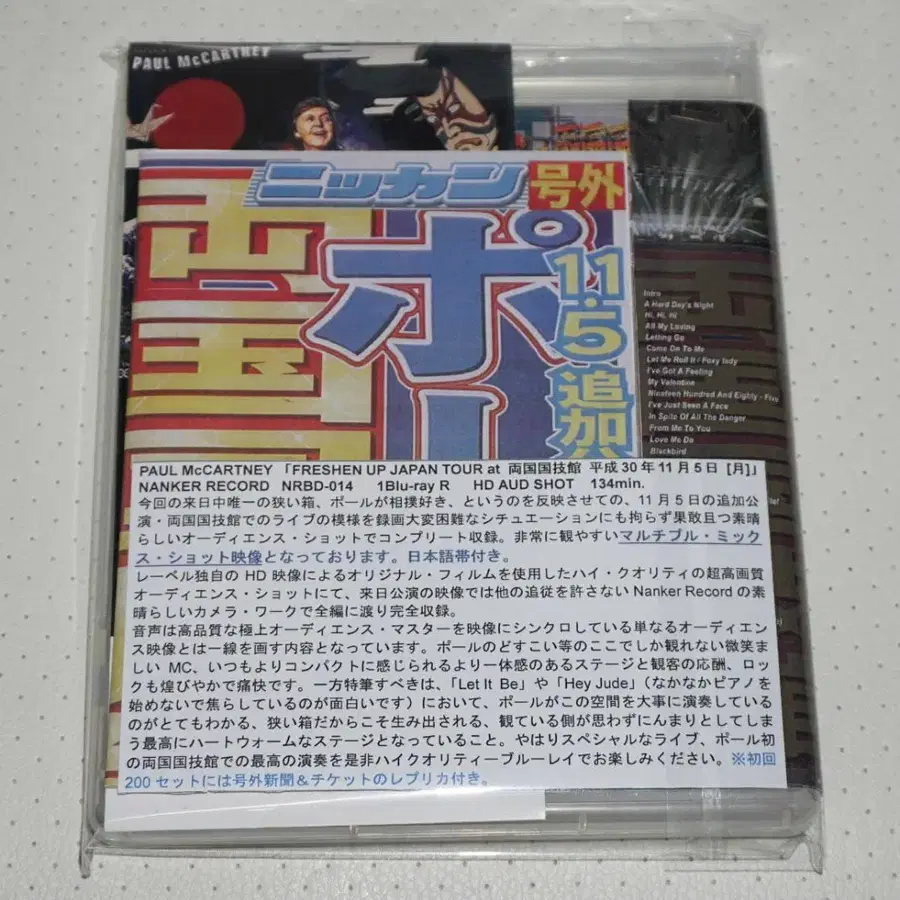 PAUL McCARTNEY
ニッカン
号外
両国国
ポー
11.5 追加公
Intro
A Hard Day's Night
Hi, Hi, Hi
All My Loving
Letting Go
Come On To Me
Let Me Roll It / Foxy lady
I've Got A Feeling
My Valentine
Nineteen Hundred And Eighty - Five
I've Just Seen A Face
In Spite Of All The Danger
From Me To You
Love Me Do
Blackbird
PAUL McCARTNEY 「FRESHEN UP JAPAN TOUR at 両国国技館 平成 30 年 11 月 5 日 [月]」
NANKER RECORD NRBD-014 1Blu-ray R HD AUD SHOT 134min.
今回の来日中唯一の狭い箱、ポールが相撲好き、というのを反映させての、11 月 5 日の追加公
演・両国国技館でのライブの模様を録画大変困難なシチュエーションにも拘らず果敢且つ素晴
らしいオーディエンス・ショットでコンプリート収録。非常に観やすいマルチプル・ミック
ス・ショット映像となっております。日本語帯付き。
レーベル独自の HD 映像によるオリジナル・フィルムを使用したハイ・クオリティの超高画質
オーディエンス・ショットにて、来日公演の映像では他の追従を許さない Nanker Record の素
晴らしいカメラ・ワークで全編に渡り完全収録。
音声は高品質な極上オーディエンス・マスターを映像にシンクロしている単なるオーディエン
ス映像とは一線を画す内容となっています。ポールのどすこい等のここでしか観れない微笑ま
しい MC、いつもよりコンパクトに感じられるより一体感のあるステージと観客の応酬、ロッ
クも煌びやかで痛快です。一方特筆すべきは、「Let It Be」や「Hey Jude」(なかなかピアノを
始めないで焦らしているのが面白いです)において、ポールがこの空間を大事に演奏している
のがとてもわかる、狭い箱だからこそ生み出される、観ている側が思わずにんまりとしてしま
う最高にハートウォームなステージとなっていること。やはりスペシャルなライブ、ポール初
の両国国技館での最高の演奏を是非ハイクオリティーブルーレイでお楽しみください。※初回
200 セットには号外新聞＆チケットのレプリカ付き。